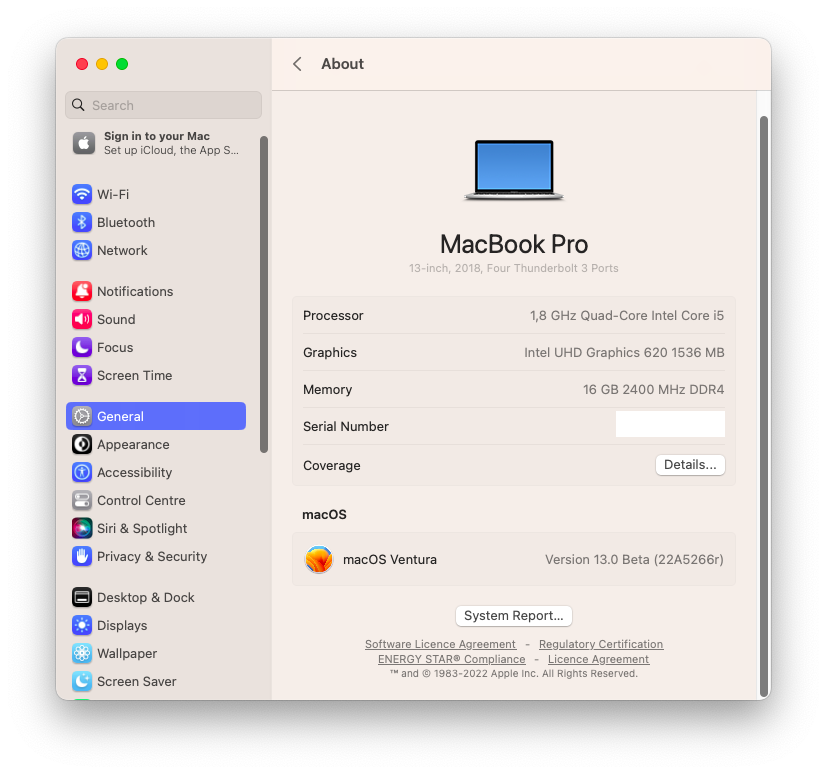 About
Search
Sign in to your Mac
Set up iCloud, the App S...
Wi-Fi
Bluetooth
Network
Notifications
Sound
Focus
Screen Time
General
Appearance
Accessibility
Control Centre
Siri & Spotlight
Privacy & Security
Desktop & Dock
Displays
Wallpaper
Screen Saver
MacBook Pro
13-inch, 2018, Four Thunderbolt 3 Ports
Processor 1,8 GHz Quad-Core Intel Core i5
Graphics Intel UHD Graphics 620 1536 MB
Memory 16 GB 2400 MHz DDR4
Serial Number
Coverage Details...
macOS
macOS Ventura Version 13.0 Beta (22A5266r)
System Report...
Software Licence Agreement - Regulatory Certification
ENERGY STAR® Compliance - Licence Agreement
™ and © 1983-2022 Apple Inc. All Rights Reserved.